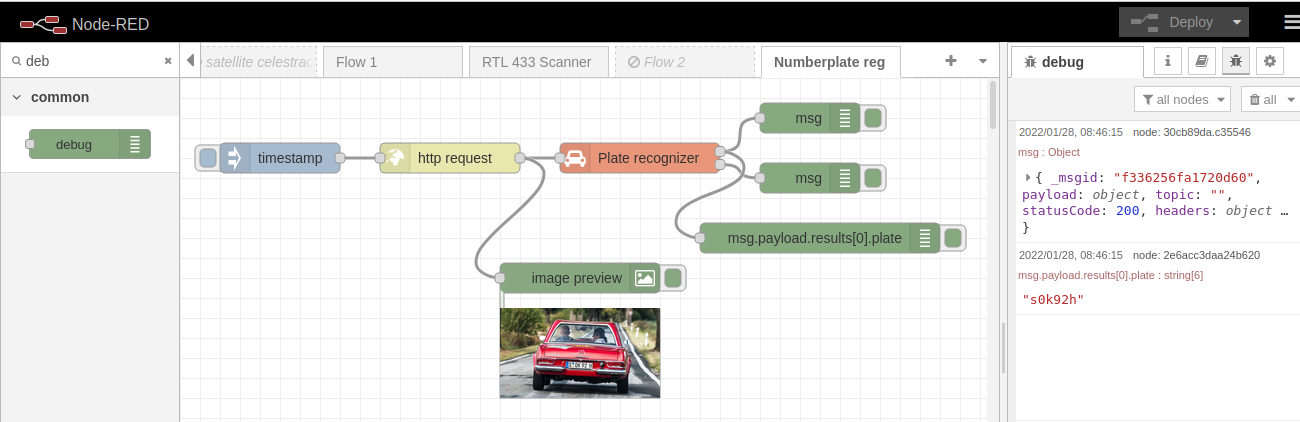 Node-RED
Deploy
deb
satellite celestrac
Flow 1
RTL 433 Scanner
Flow 2
Numberplate reg
debug
i
common
debug
all nodes
all
timestamp
http request
Plate recognizer
msg
msg
msg.payload.results[0].plate
image preview
2022/01/28, 08:46:15 node: 30cb89da.c35546
msg : Object
{ _msgid: "f336256fa1720d60",
payload: object, topic: "",
statusCode: 200, headers: object …
}
2022/01/28, 08:46:15 node: 2e6acc3daa24b620
msg.payload.results[0].plate : string[6]
"s0k92h"